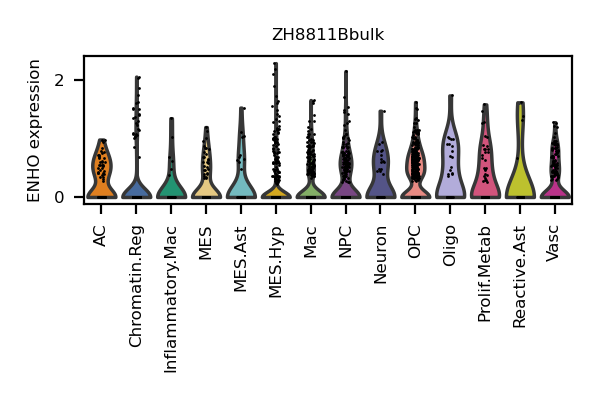 ZH8811Bbulk
ENHO expression
2
0
AC
Chromatin.Reg
Inflammatory.Mac
MES
MES.Ast
MES.Hyp
Mac
NPC
Neuron
OPC
Oligo
Prolif.Metab
Reactive.Ast
Vasc